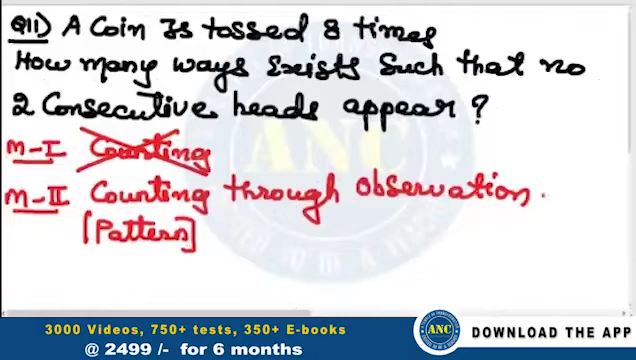 Q11) A Coin Is tossed 8 times
How many ways Exists Such that no
2 Consecutive heads appear ?
M-I Counting
M-II Counting through Observation.
[Pattern]
3000 Videos, 750+ tests, 350+ E-books
@ 2499 /- for 6 months
ANC
DOWNLOAD THE APP